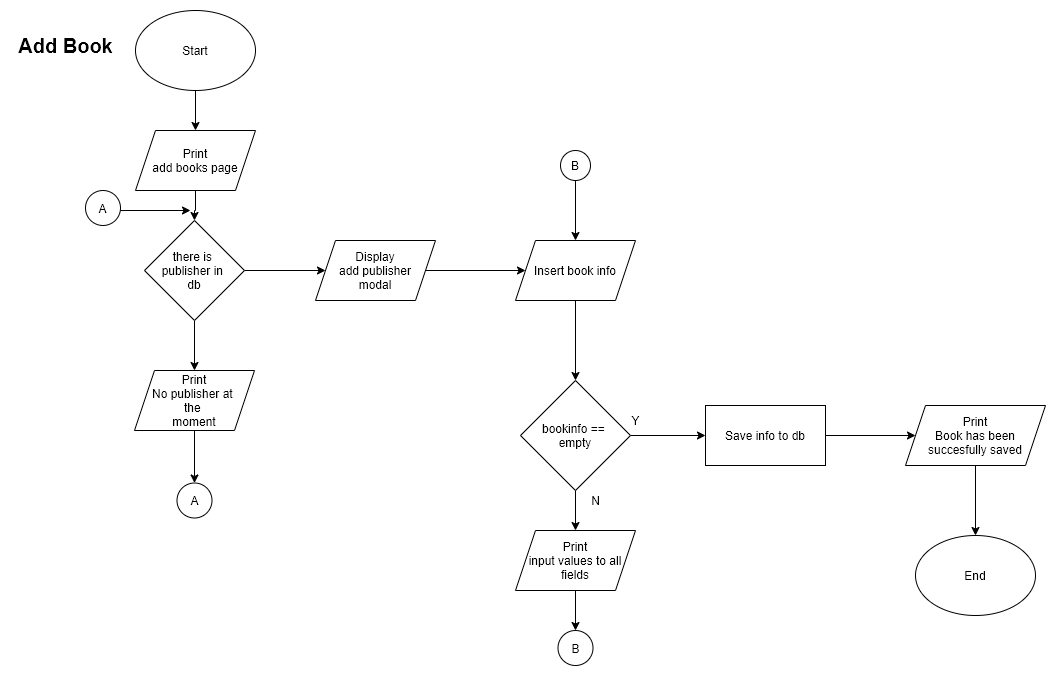 Add Book
Start
Print
add books page
A
there is
publisher in
db
Print
No publisher at
the
moment
A
Display
add publisher
modal
B
Insert book info
bookinfo ==
empty
Y
N
Print
input values to all
fields
B
Save info to db
Print
Book has been
succesfully saved
End